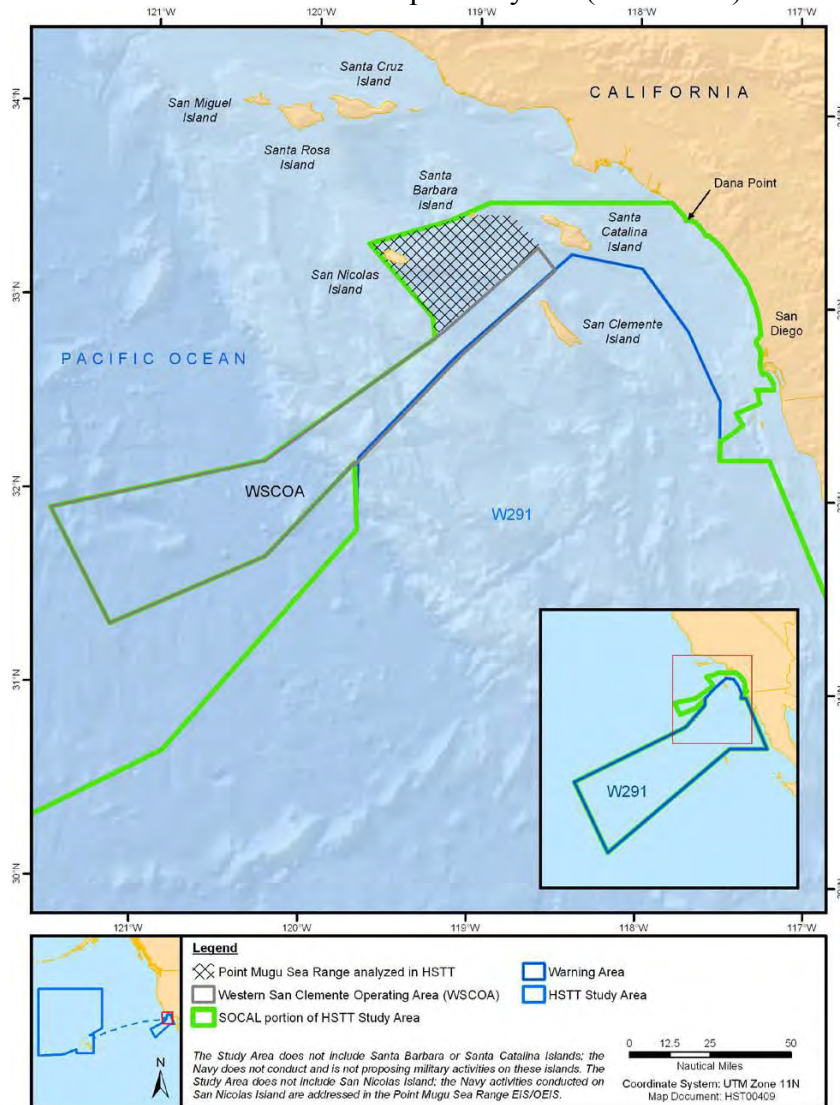 121°W 120°W 119°W 118°W 117°W
Santa Cruz
Island
CALIFORNIA
34°N
San Miguel
Island
Santa Rosa
Island
Santa
Barbara
Island
Dana Point
Santa
Catalina
Island
San Nicolas
Island
33°N
San Clemente
Island
San
Diego
PACIFIC OCEAN
32°N
WSCOA
W291
31°N
W291
30°N
121°W 120°W 119°W 118°W 117°W
Legend
Point Mugu Sea Range analyzed in HSTT
Western San Clemente Operating Area (WSCOA)
SOCAL portion of HSTT Study Area
Warning Area
HSTT Study Area
N
The Study Area does not include Santa Barbara or Santa Catalina Islands; the
Navy does not conduct and is not proposing military activities on these islands. The
Study Area does not include San Nicolas Island; the Navy activities conducted on
San Nicolas Island are addressed in the Point Mugu Sea Range EIS/OEIS.
0 12.5 25 50
Nautical Miles
Coordinate System: UTM Zone 11N
Map Document: HST00409